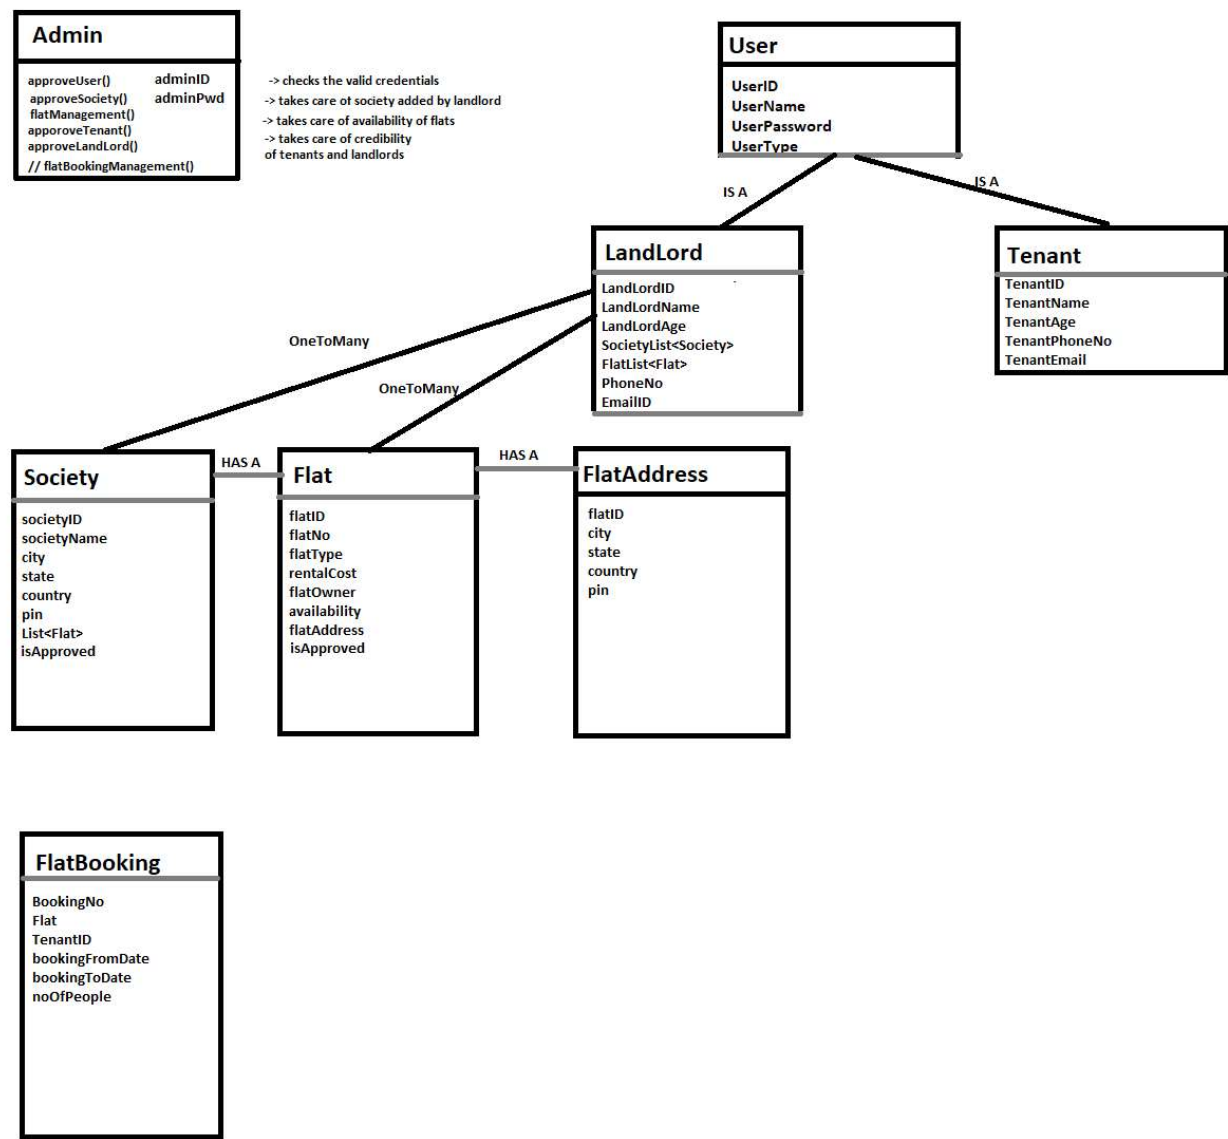 Admin
approveUser() adminID -> checks the valid credentials
approveSociety() adminPwd -> takes care of society added by landlord
flatManagement() -> takes care of availability of flats
apporoveTenant() -> takes care of credibility
approveLandLord() of tenants and landlords
// flatBookingManagement()
User
UserID
UserName
UserPassword
UserType
IS A
IS A
LandLord
LandLordID
LandLordName
LandLordAge
SocietyList<Society>
FlatList<Flat>
PhoneNo
EmailID
Tenant
TenantID
TenantName
TenantAge
TenantPhoneNo
TenantEmail
OneToMany
OneToMany
Society
societyID
societyName
city
state
country
pin
List<Flat>
isApproved
HAS A
Flat
flatID
flatNo
flatType
rentalCost
flatOwner
availability
flatAddress
isApproved
HAS A
FlatAddress
flatID
city
state
country
pin
FlatBooking
BookingNo
Flat
TenantID
bookingFromDate
bookingToDate
noOfPeople